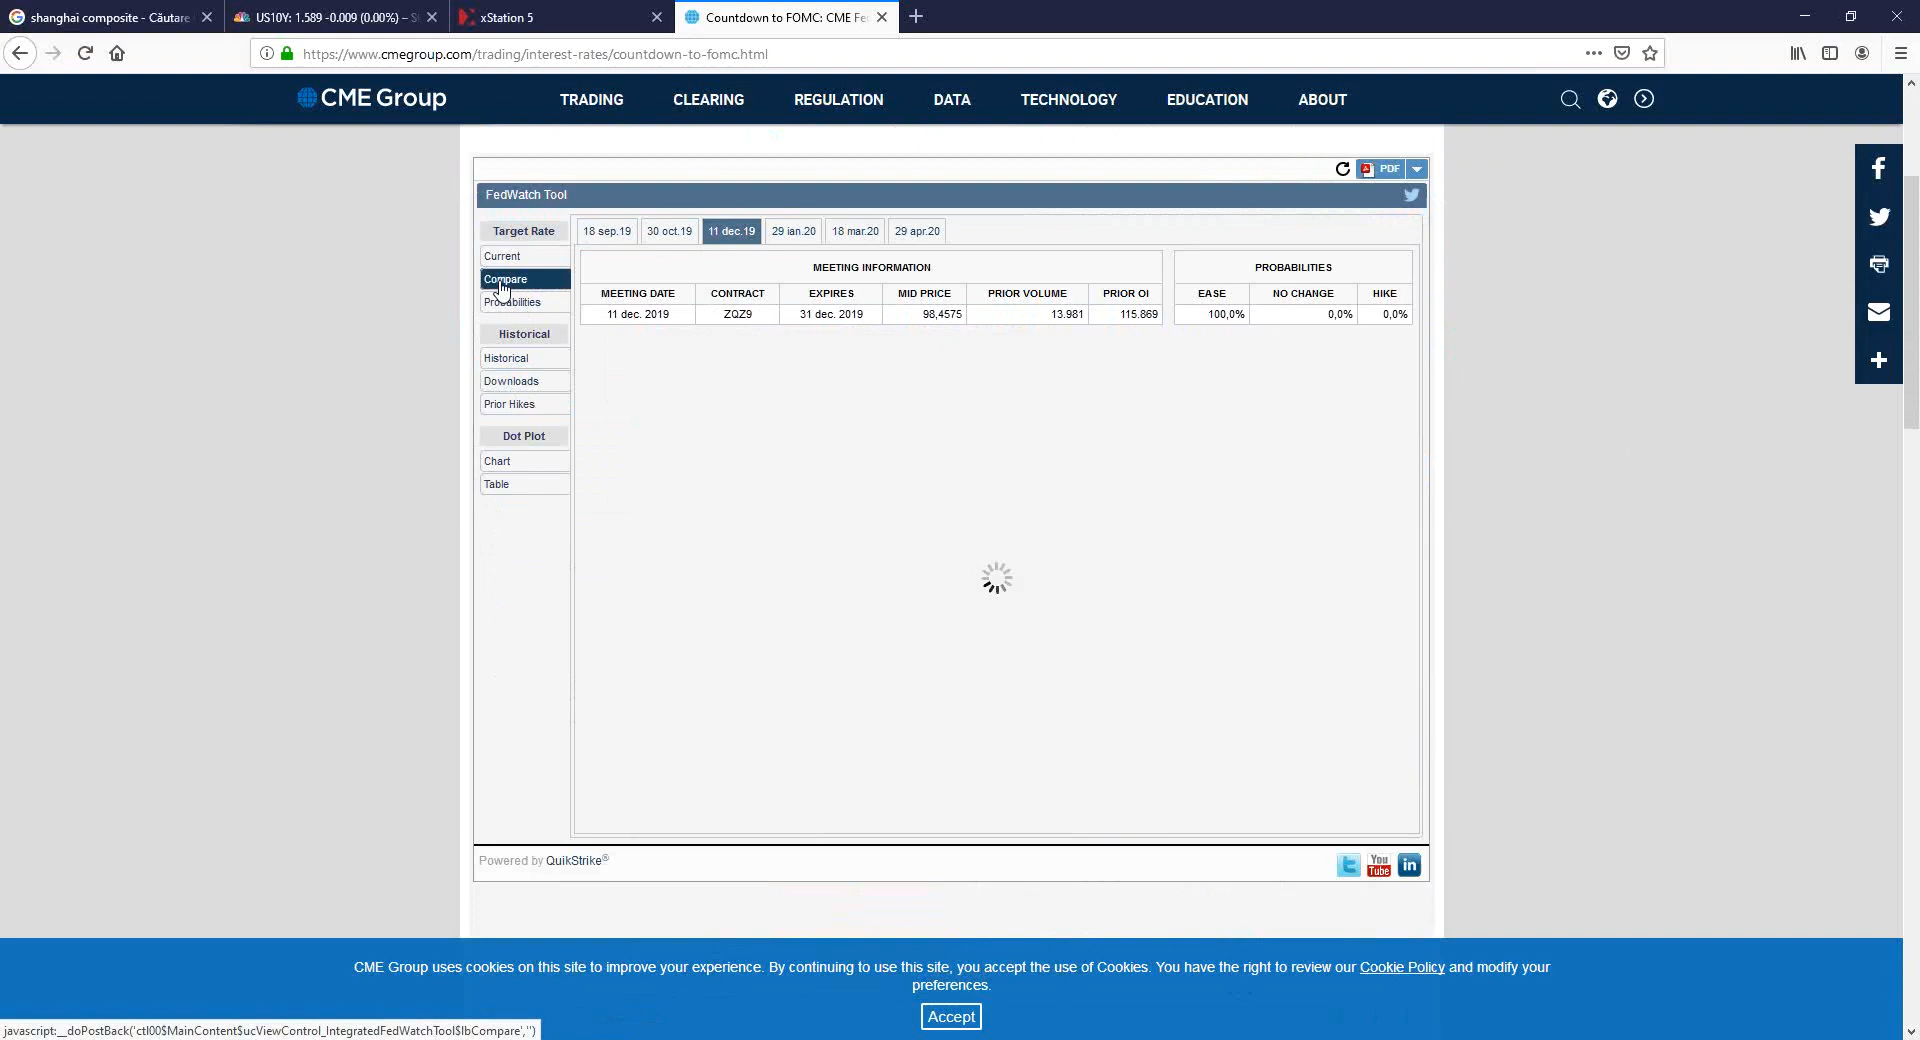 shanghai composite - Căutare
US10Y: 1.589 -0.009 (0.00%) –
xStation 5
Countdown to FOMC: CME Fe
https://www.cmegroup.com/trading/interest-rates/countdown-to-fomc.html
CME Group
TRADING
CLEARING
REGULATION
DATA
TECHNOLOGY
EDUCATION
ABOUT
PDF
FedWatch Tool
Target Rate
Current
Compare
Probabilities
Historical
Historical
Downloads
Prior Hikes
Dot Plot
Chart
Table
18 sep.19 30 oct.19 11 dec.19 29 ian.20 18 mar.20 29 apr.20
MEETING INFORMATION
MEETING DATE CONTRACT EXPIRES MID PRICE PRIOR VOLUME PRIOR OI
11 dec. 2019 ZQZ9 31 dec. 2019 98,4575 13.981 115.869
PROBABILITIES
EASE NO CHANGE HIKE
100,0% 0,0% 0,0%
Powered by QuikStrike®
You
Tube
in
CME Group uses cookies on this site to improve your experience. By continuing to use this site, you accept the use of Cookies. You have the right to review our Cookie Policy and modify your
preferences.
Accept
javascript:__doPostBack('ctl00$MainContent$ucViewControl_IntegratedFedWatchTool$lbCompare','')